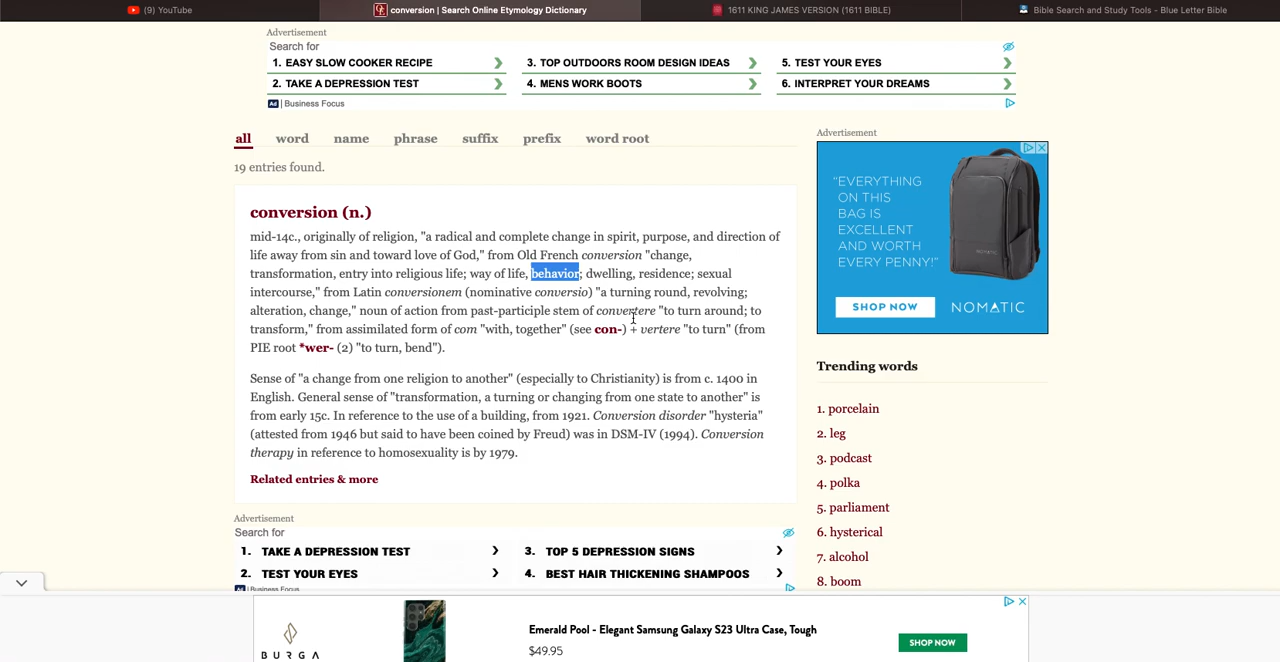 (9) YouTube
conversion | Search Online Etymology Dictionary
1611 KING JAMES VERSION (1611 BIBLE)
Bible Search and Study Tools - Blue Letter Bible
Advertisement
Search for
1. EASY SLOW COOKER RECIPE
3. TOP OUTDOORS ROOM DESIGN IDEAS
5. TEST YOUR EYES
2. TAKE A DEPRESSION TEST
4. MENS WORK BOOTS
6. INTERPRET YOUR DREAMS
Ad | Business Focus
all word name phrase suffix prefix word root
19 entries found.
conversion (n.)
mid-14c., originally of religion, "a radical and complete change in spirit, purpose, and direction of
life away from sin and toward love of God," from Old French conversion "change,
transformation, entry into religious life; way of life, behavior; dwelling, residence; sexual
intercourse," from Latin conversionem (nominative conversio) "a turning round, revolving;
alteration, change," noun of action from past-participle stem of convertere "to turn around; to
transform," from assimilated form of com "with, together" (see con-) + vertere "to turn" (from
PIE root *wer- (2) "to turn, bend").
Sense of "a change from one religion to another" (especially to Christianity) is from c. 1400 in
English. General sense of "transformation, a turning or changing from one state to another" is
from early 15c. In reference to the use of a building, from 1921. Conversion disorder "hysteria"
(attested from 1946 but said to have been coined by Freud) was in DSM-IV (1994). Conversion
therapy in reference to homosexuality is by 1979.
Related entries & more
Advertisement
Search for
1. TAKE A DEPRESSION TEST
3. TOP 5 DEPRESSION SIGNS
2. TEST YOUR EYES
4. BEST HAIR THICKENING SHAMPOOS
Ad | Business Focus
Advertisement
"EVERYTHING
ON THIS
BAG IS
EXCELLENT
AND WORTH
EVERY PENNY!"
SHOP NOW
NOMATIC
Trending words
1. porcelain
2. leg
3. podcast
4. polka
5. parliament
6. hysterical
7. alcohol
8. boom
BURGA
Emerald Pool - Elegant Samsung Galaxy S23 Ultra Case, Tough
$49.95
SHOP NOW